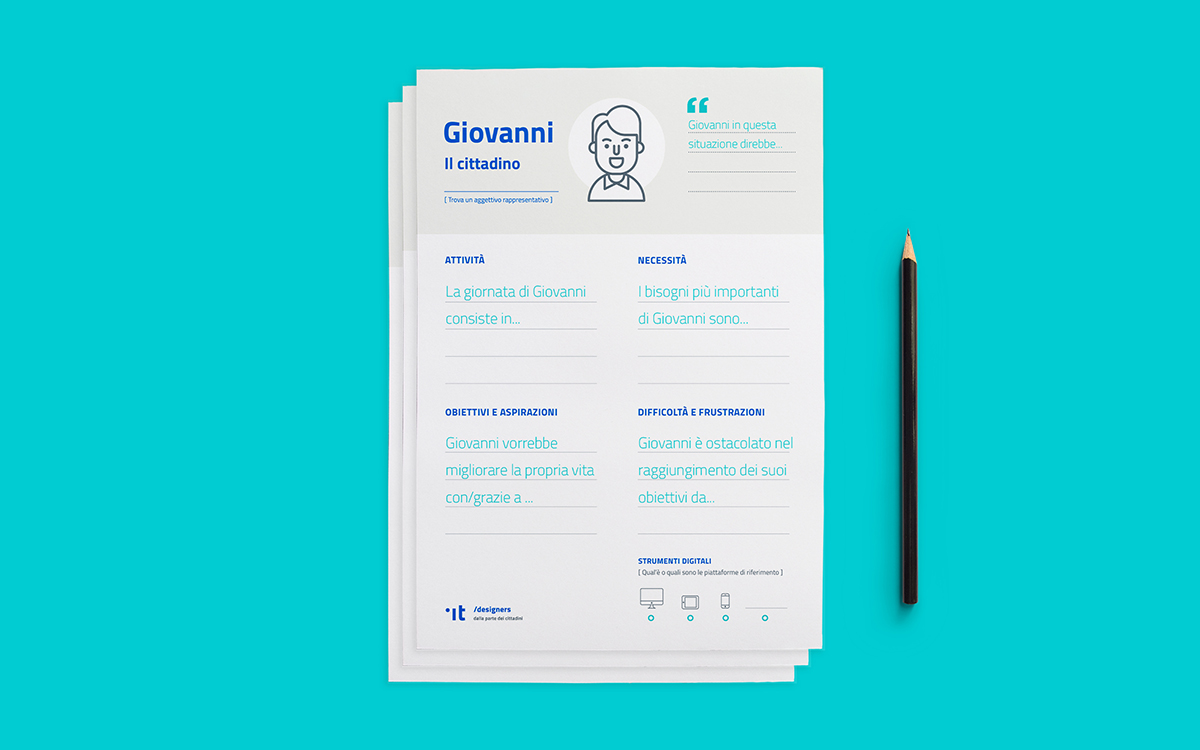 Giovanni
Il cittadino
[ Trova un aggettivo rappresentativo ]
Giovanni in questa
situazione direbbe...
ATTIVITÀ
La giornata di Giovanni
consiste in...
NECESSITÀ
I bisogni più importanti
di Giovanni sono...
OBIETTIVI E ASPIRAZIONI
Giovanni vorrebbe
migliorare la propria vita
con/grazie a ...
DIFFICOLTÀ E FRUSTRAZIONI
Giovanni è ostacolato nel
raggiungimento dei suoi
obiettivi da...
STRUMENTI DIGITALI
[ Qual'è o quali sono le piattaforme di riferimento ]
it
/designers
dalla parte dei cittadini